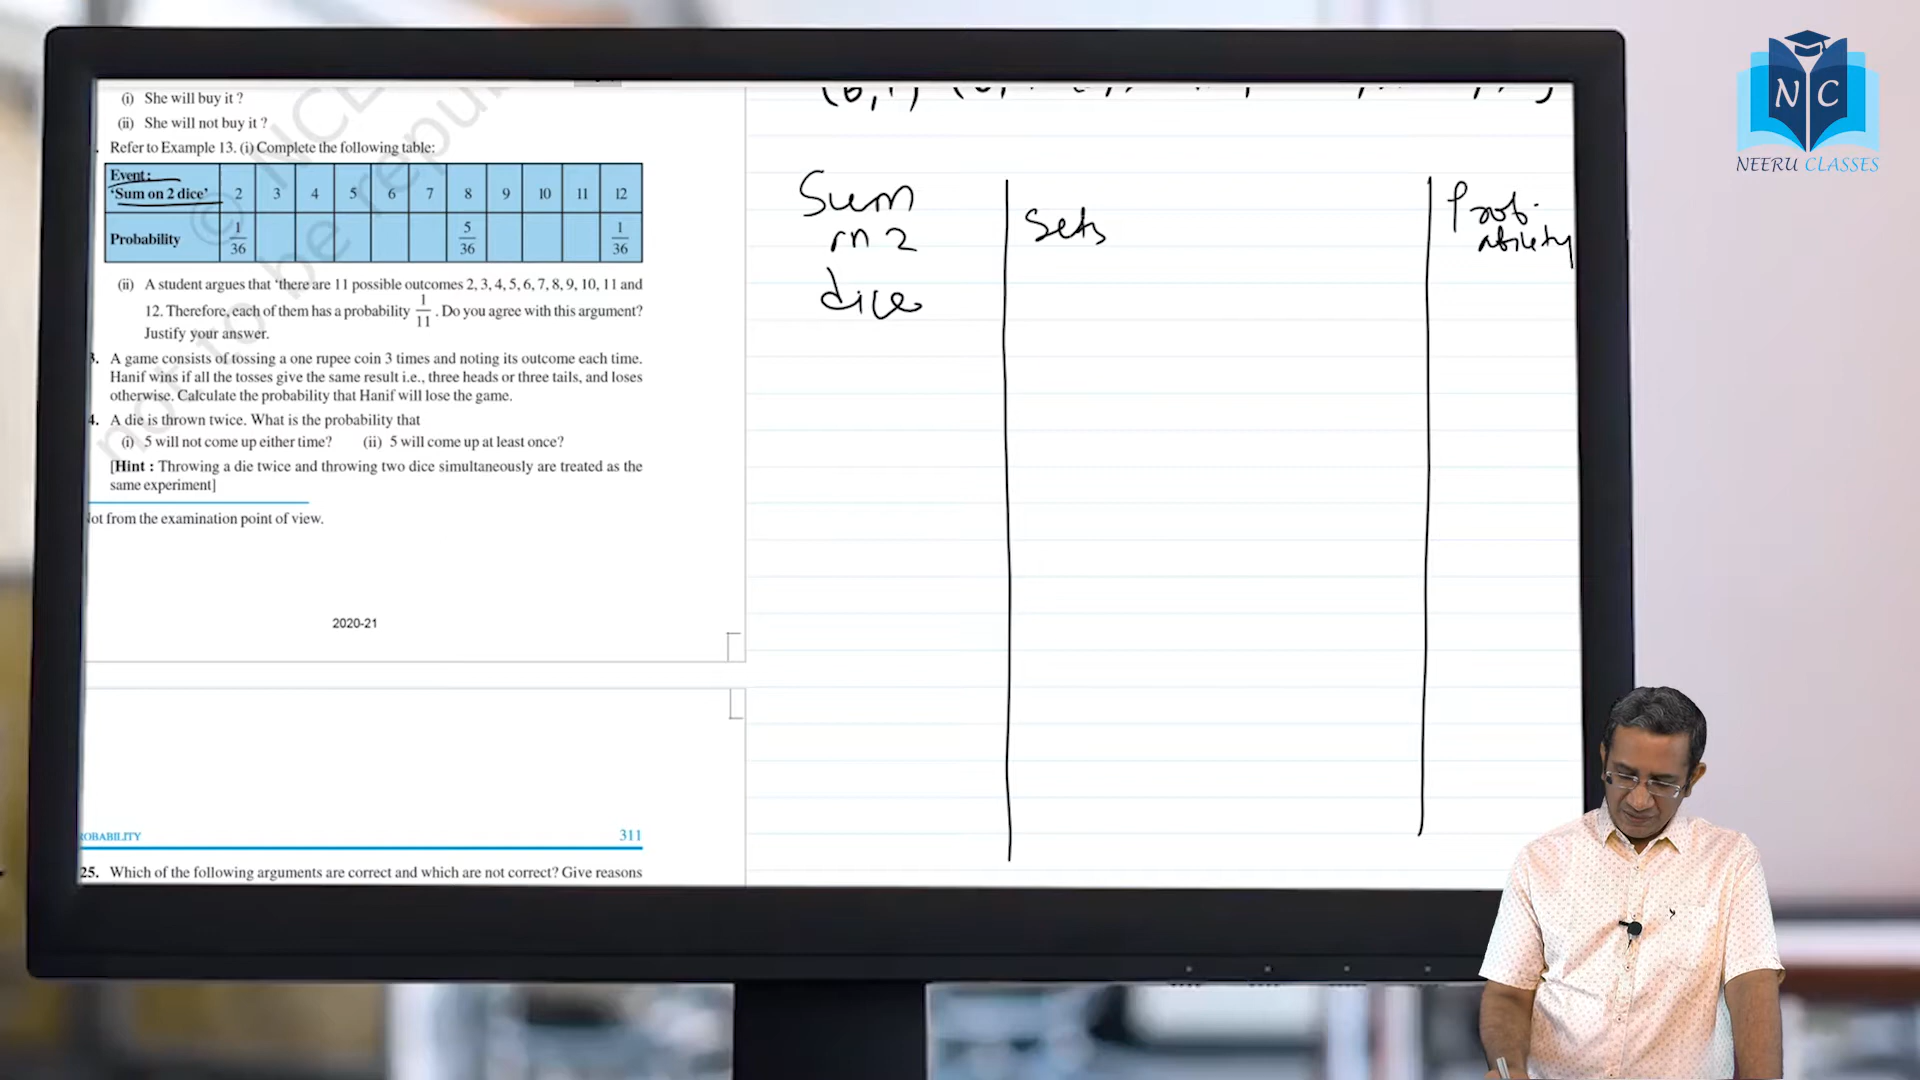 (i) She will buy it ?
(ii) She will not buy it ?
Refer to Example 13. (i) Complete the following table:
Event :
'Sum on 2 dice' 2 3 4 5 6 7 8 9 10 11 12
Probability 1/36 5/36 1/36
(ii) A student argues that 'there are 11 possible outcomes 2, 3, 4, 5, 6, 7, 8, 9, 10, 11 and
12. Therefore, each of them has a probability 1/11 . Do you agree with this argument?
Justify your answer.
3. A game consists of tossing a one rupee coin 3 times and noting its outcome each time.
Hanif wins if all the tosses give the same result i.e., three heads or three tails, and loses
otherwise. Calculate the probability that Hanif will lose the game.
4. A die is thrown twice. What is the probability that
(i) 5 will not come up either time? (ii) 5 will come up at least once?
[Hint : Throwing a die twice and throwing two dice simultaneously are treated as the
same experiment]
ot from the examination point of view.
2020-21
OBABILITY 311
25. Which of the following arguments are correct and which are not correct? Give reasons
© NCE
not to be repu
Sum
on 2
dice
Sets
Prob-
ability
N C
NEERU CLASSES